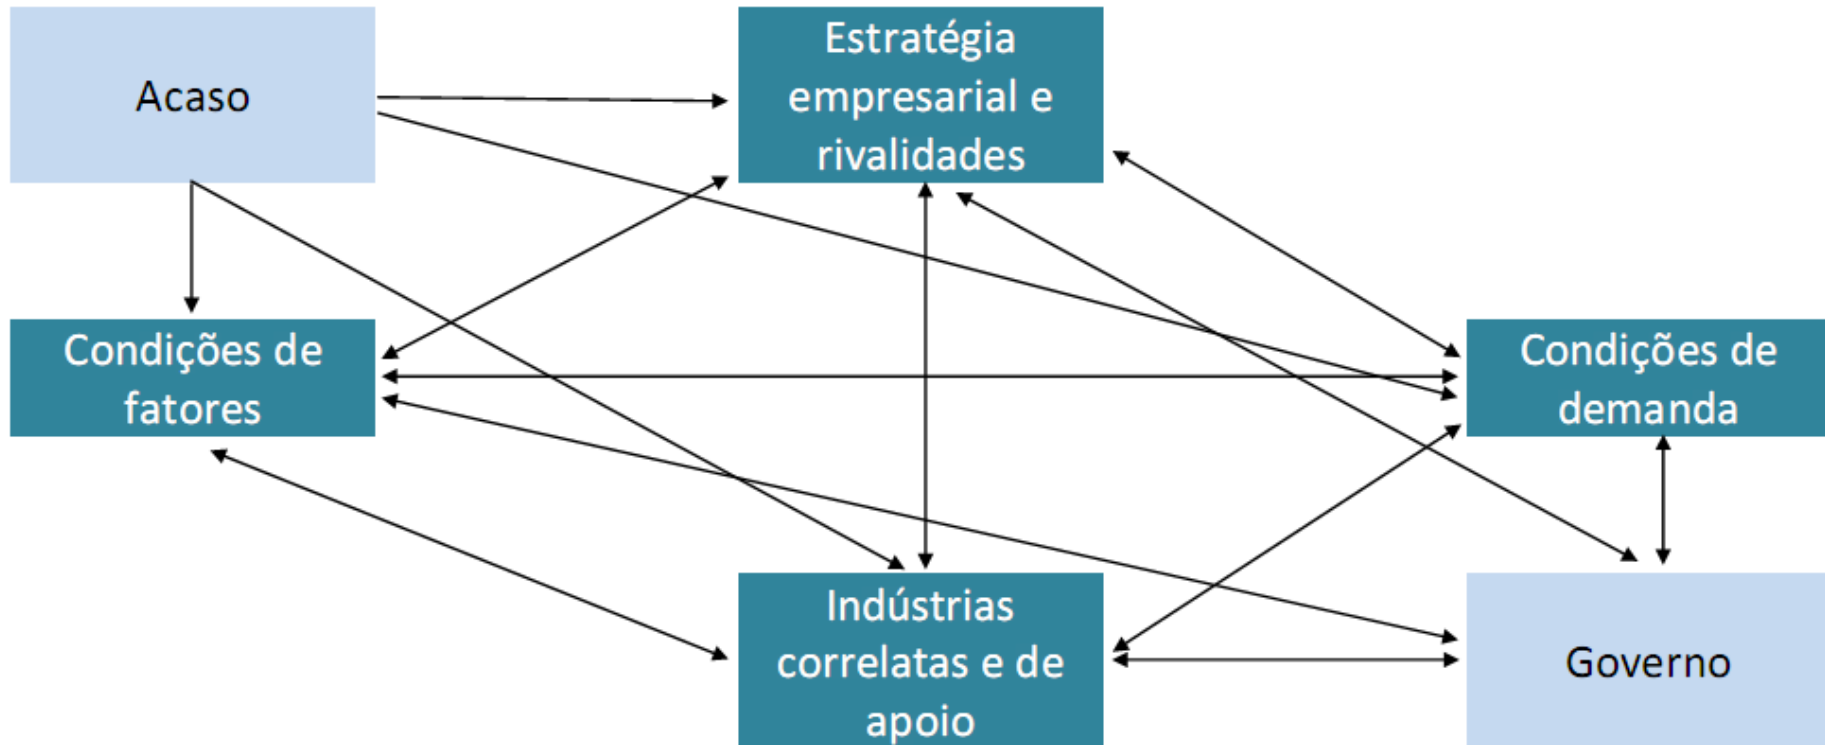 Acaso
Estratégia
empresarial e
rivalidades
Condições de
fatores
Condições de
demanda
Indústrias
correlatas e de
apoio
Governo